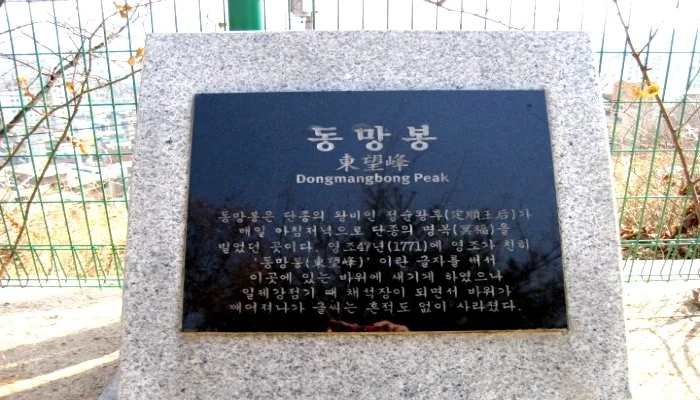 동망봉
東望峰
Dongmangbong Peak
동망봉은 단종의 왕비인 정순왕후(定順王后)가
매일 아침저녁으로 단종의 명복(冥福)을
빌었던 곳이다. 영조47년(1771)에 영조가 친히
'동망봉(東望峰)' 이란 글자를 써서
이곳에 있는 바위에 새기게 하였으나
일제강점기 때 채석장이 되면서 바위가
깨어져나가 글씨는 흔적도 없이 사라졌다.